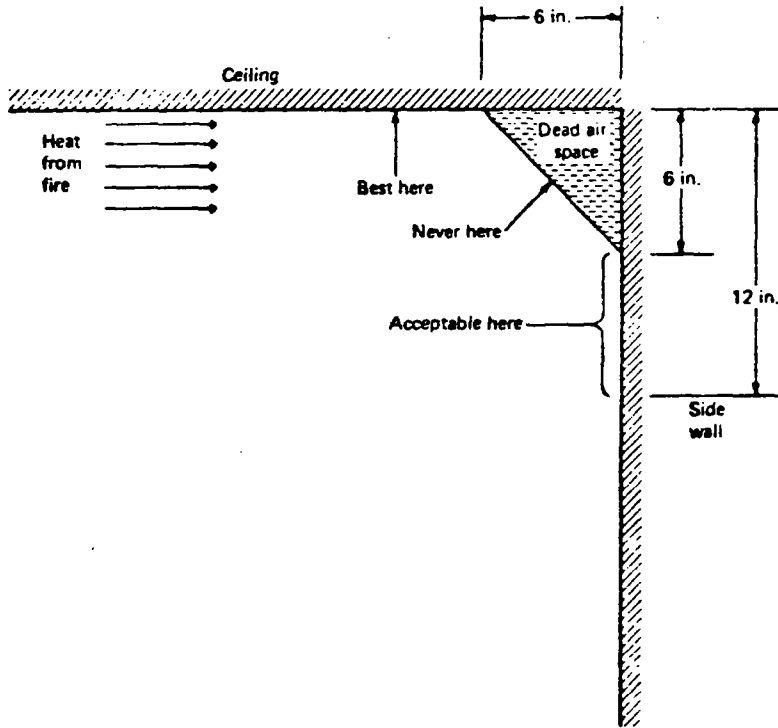 6 in.
Ceiling
Heat
from
fire
Dead air
space
Best here
6 in.
Never here
12 in.
Acceptable here
Side
wall